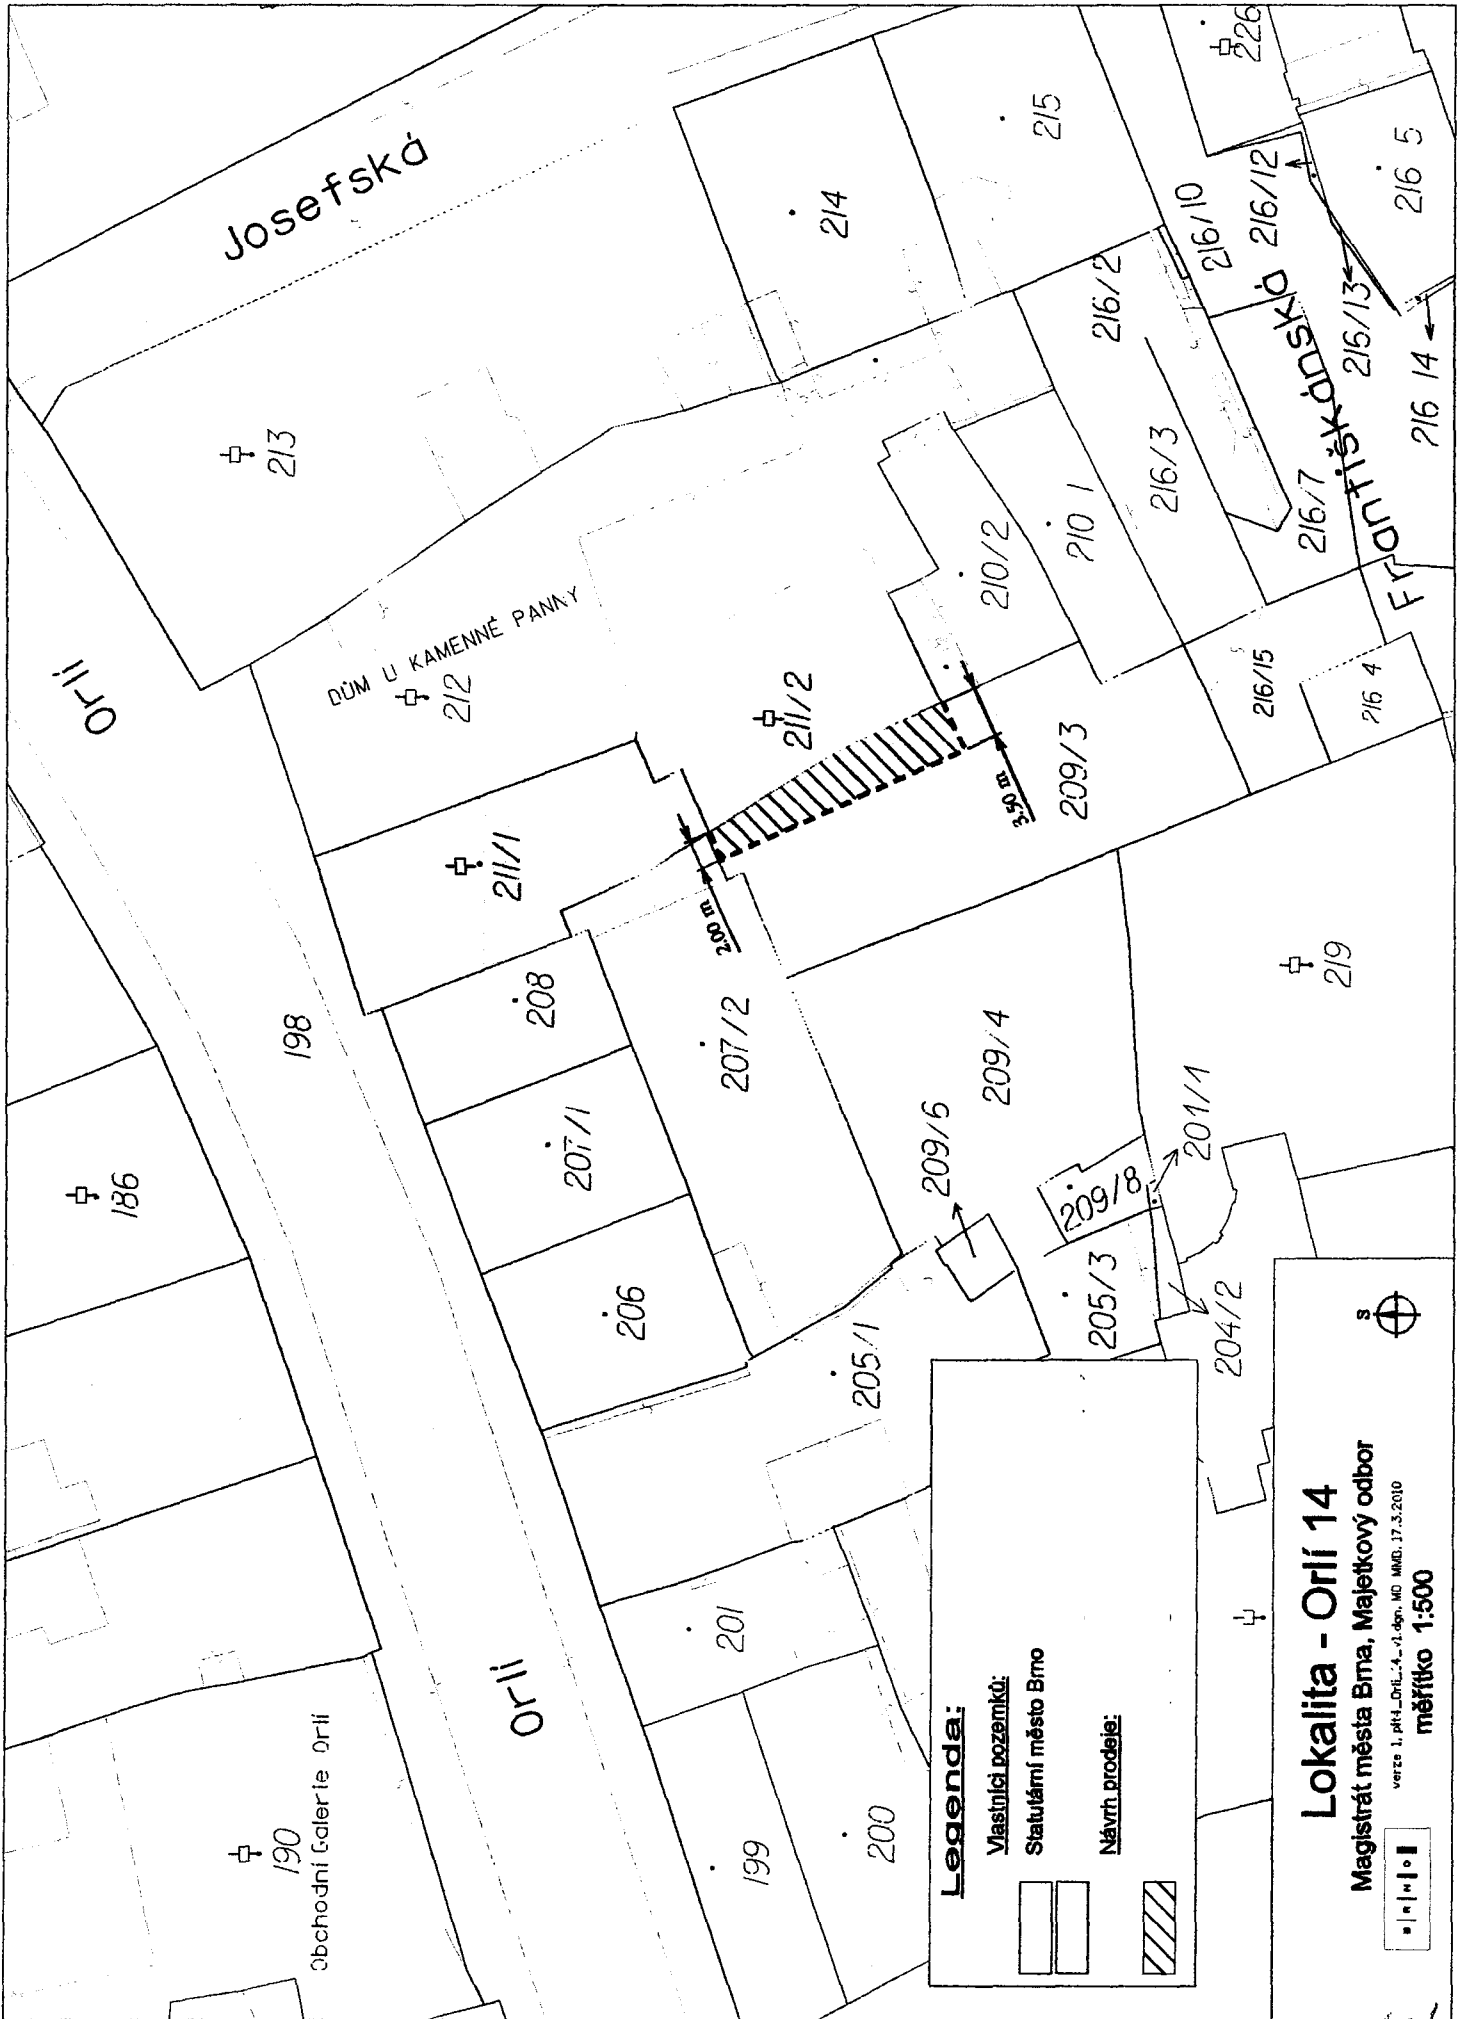 Josefská
Orlí
Orlí
Františkánská
DŮM U KAMENNÉ PANNY
Obchodní Galerie Orlí
213
212
211/2
211/1
208
207/1
207/2
206
205/1
198
186
190
201
199
200
214
215
226
216/10
216/12
216/2
216/3
216/7
216/13
216 14
216 5
216/15
216 4
210/2
210 1
209/3
209/4
209/6
209/8
201/1
205/3
204/2
219
2.00 m
3.50 m
Legenda:
Vlastníci pozemků:
Statutární město Brno
Návrh prodeje:
Lokalita - Orlí 14
Magistrát města Brna, Majetkový odbor
měřítko 1:500
S
B|R|N|O